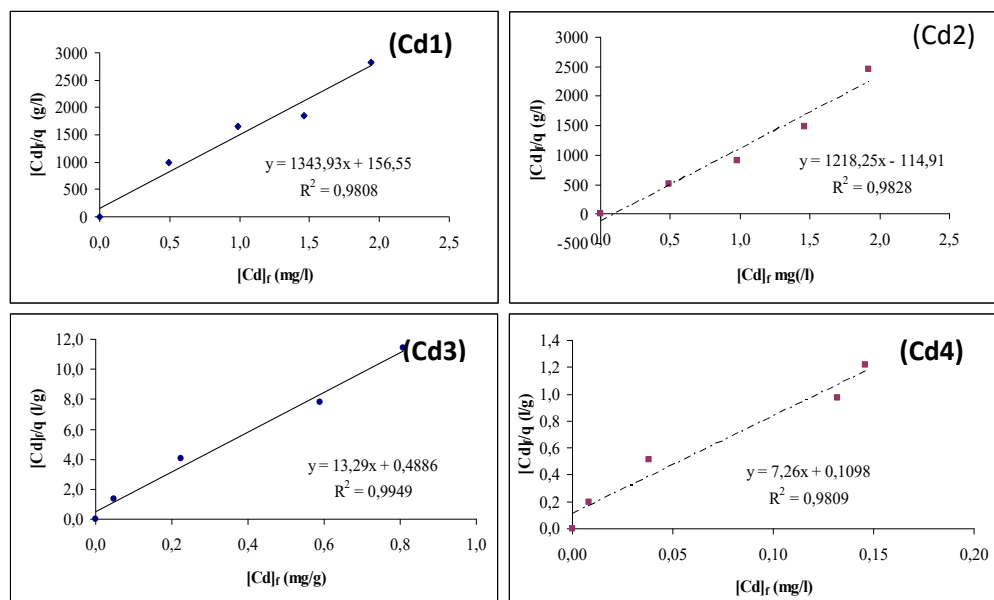 (Cd1)
3000
2500
2000
1500
1000
500
0
[Cd]f/q (g/l)
y = 1343,93x + 156,55
R² = 0,9808
0,0 0,5 1,0 1,5 2,0 2,5
[Cd]f (mg/l)
(Cd2)
3000
2500
2000
1500
1000
500
0
-500
[Cd]f/q (g/l)
y = 1218,25x - 114,91
R² = 0,9828
0,0 0,5 1,0 1,5 2,0 2,5
[Cd]f mg(/l)
(Cd3)
12,0
10,0
8,0
6,0
4,0
2,0
0,0
[Cd]f/q (l/g)
y = 13,29x + 0,4886
R² = 0,9949
0,0 0,2 0,4 0,6 0,8 1,0
[Cd]f (mg/g)
(Cd4)
1,4
1,2
1,0
0,8
0,6
0,4
0,2
0,0
[Cd]f/q (l/g)
y = 7,26x + 0,1098
R² = 0,9809
0,00 0,05 0,10 0,15 0,20
[Cd]f (mg/l)